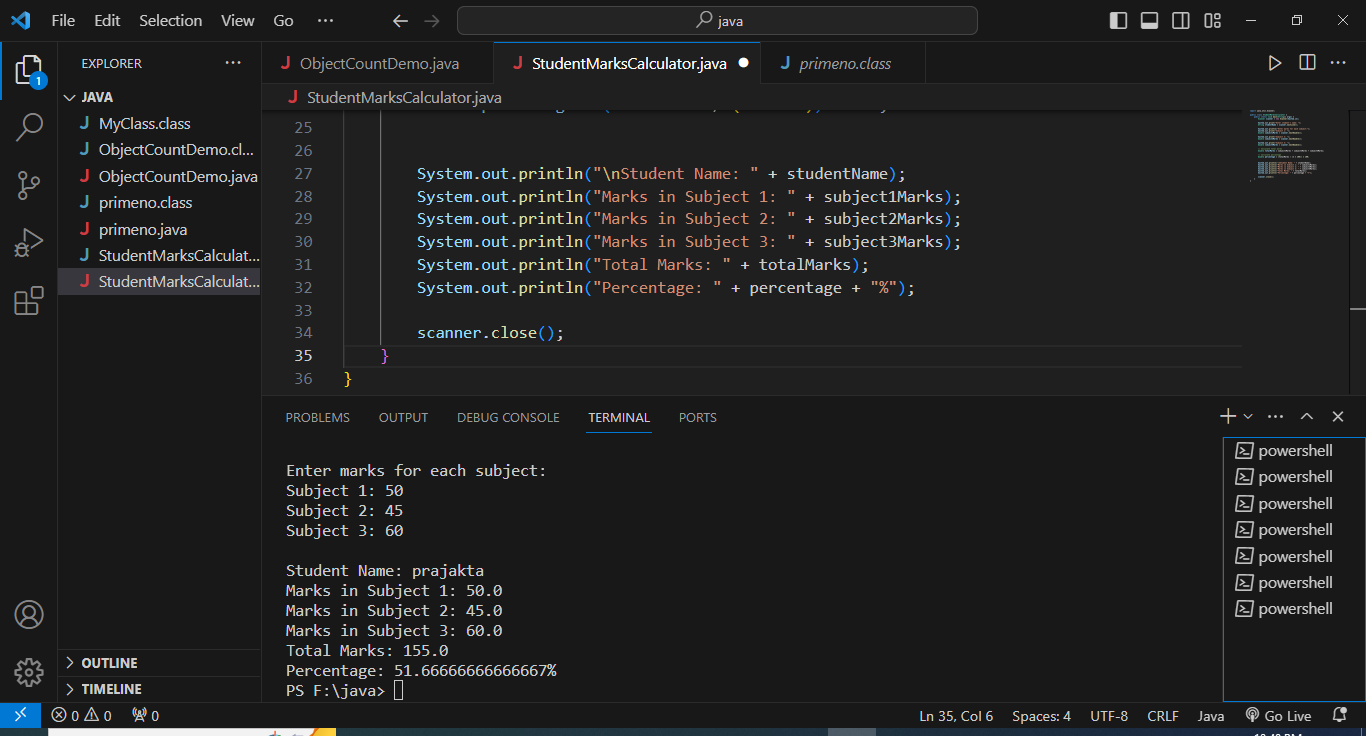 File Edit Selection View Go ··· java
EXPLORER ···
JAVA
MyClass.class
ObjectCountDemo.cl...
ObjectCountDemo.java
primeno.class
primeno.java
StudentMarksCalculat...
StudentMarksCalculat...
OUTLINE
TIMELINE
ObjectCountDemo.java StudentMarksCalculator.java primeno.class
StudentMarksCalculator.java
25
26
27 System.out.println("\nStudent Name: " + studentName);
28 System.out.println("Marks in Subject 1: " + subject1Marks);
29 System.out.println("Marks in Subject 2: " + subject2Marks);
30 System.out.println("Marks in Subject 3: " + subject3Marks);
31 System.out.println("Total Marks: " + totalMarks);
32 System.out.println("Percentage: " + percentage + "%");
33
34 scanner.close();
35 }
36 }
PROBLEMS OUTPUT DEBUG CONSOLE TERMINAL PORTS
Enter marks for each subject:
Subject 1: 50
Subject 2: 45
Subject 3: 60
Student Name: prajakta
Marks in Subject 1: 50.0
Marks in Subject 2: 45.0
Marks in Subject 3: 60.0
Total Marks: 155.0
Percentage: 51.66666666666667%
PS F:\java>
powershell
powershell
powershell
powershell
powershell
powershell
powershell
1
0 0 0 Ln 35, Col 6 Spaces: 4 UTF-8 CRLF Java Go Live